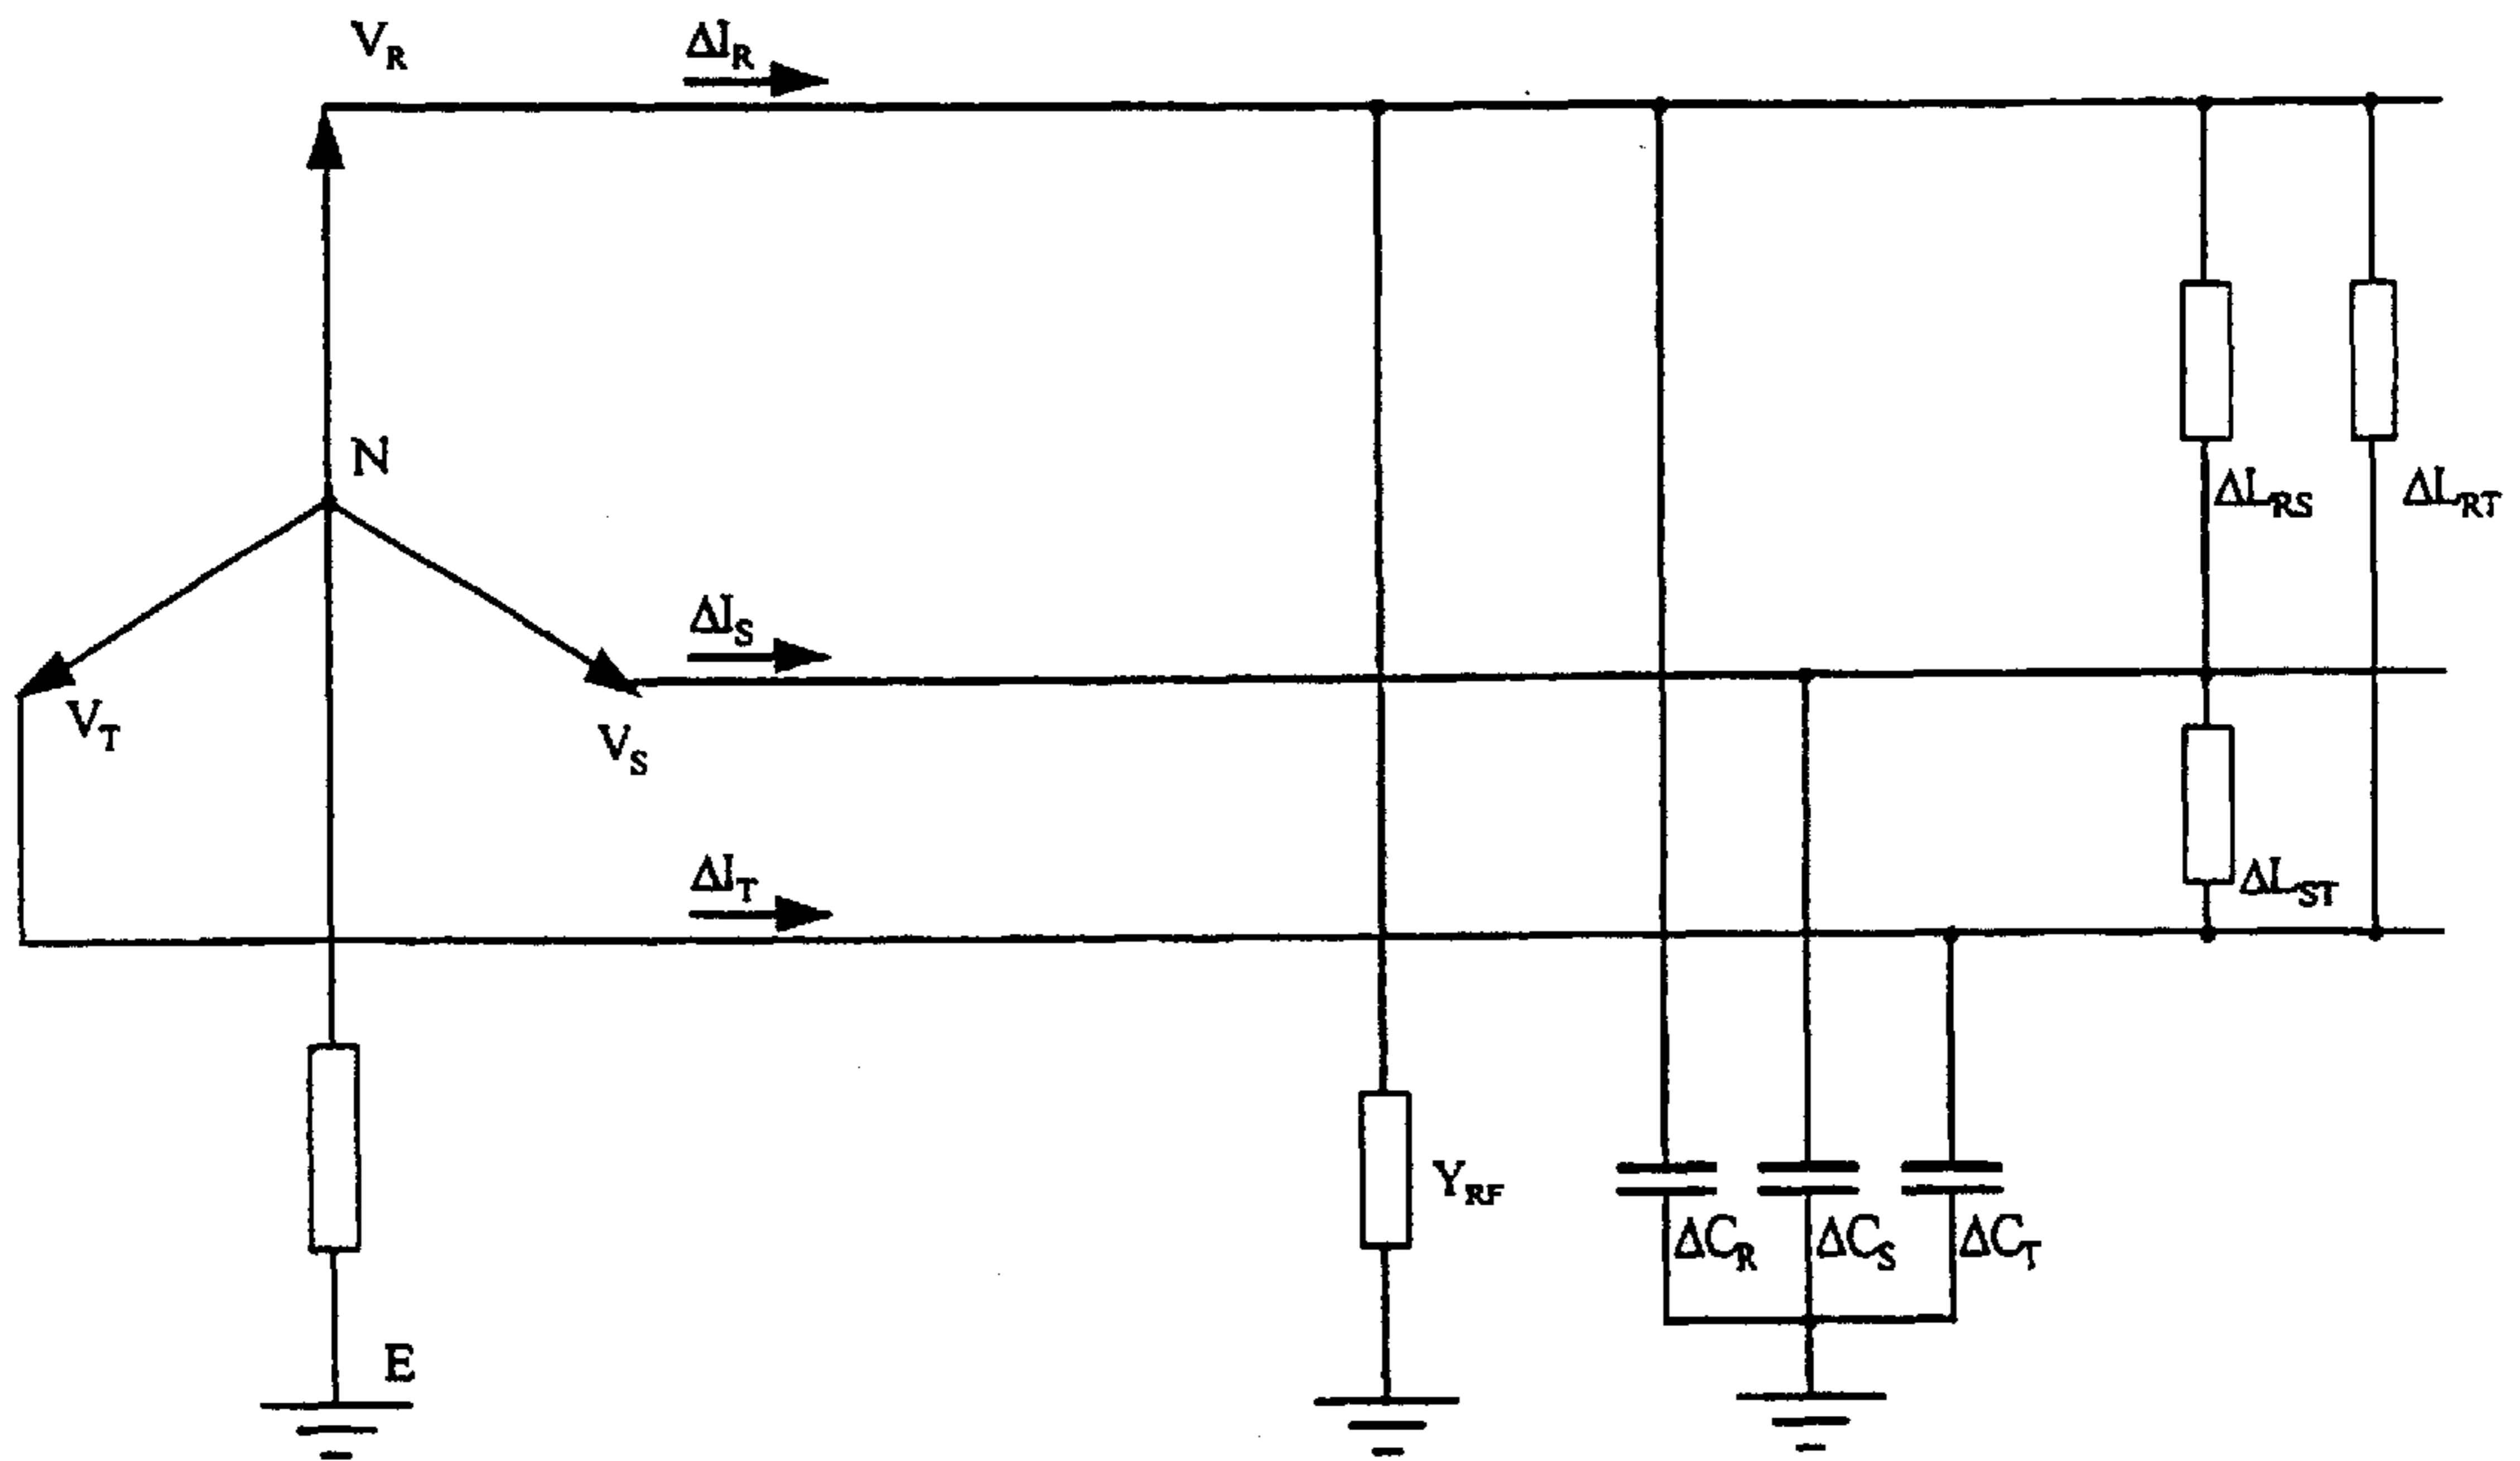 V_R
ΔI_R
N
ΔL_RS
ΔL_RT
ΔI_S
V_T
V_S
ΔI_T
ΔL_ST
Y_RF
ΔC_R
ΔC_S
ΔC_T
E